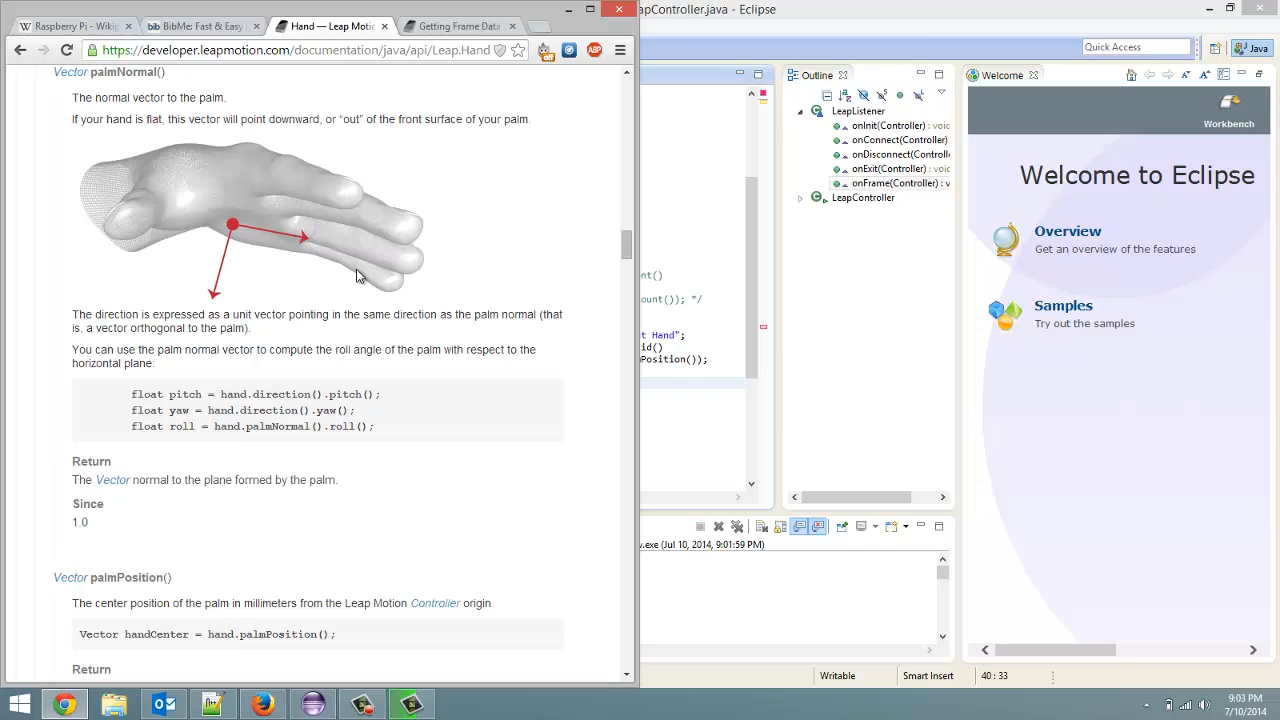 Raspberry Pi - Wikip
BibMe: Fast & Easy
Hand — Leap Motio
Getting Frame Data
https://developer.leapmotion.com/documentation/java/api/Leap.Hand
Vector palmNormal()
The normal vector to the palm.
If your hand is flat, this vector will point downward, or “out” of the front surface of your palm.
The direction is expressed as a unit vector pointing in the same direction as the palm normal (that
is, a vector orthogonal to the palm).
You can use the palm normal vector to compute the roll angle of the palm with respect to the
horizontal plane:
float pitch = hand.direction().pitch();
float yaw = hand.direction().yaw();
float roll = hand.palmNormal().roll();
Return
The Vector normal to the plane formed by the palm.
Since
1.0
Vector palmPosition()
The center position of the palm in millimeters from the Leap Motion Controller origin.
Vector handCenter = hand.palmPosition();
Return
pController.java - Eclipse
Quick Access
Java
unt()
ount()); */
t Hand";
id()
Position());
Outline
LeapListener
onInit(Controller) : void
onConnect(Controll
onDisconnect(Controll
onExit(Controller) : void
onFrame(Controller) : v
LeapController
Welcome
Workbench
Welcome to Eclipse
Overview
Get an overview of the features
Samples
Try out the samples
v.exe (Jul 10, 2014, 9:01:59 PM)
Writable
Smart Insert
40 : 33
9:03 PM
7/10/2014